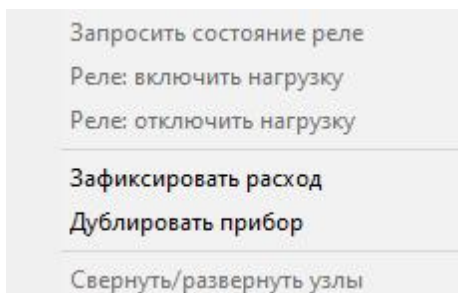 Запросить состояние реле
Реле: включить нагрузку
Реле: отключить нагрузку
Зафиксировать расход
Дублировать прибор
Свернуть/развернуть узлы